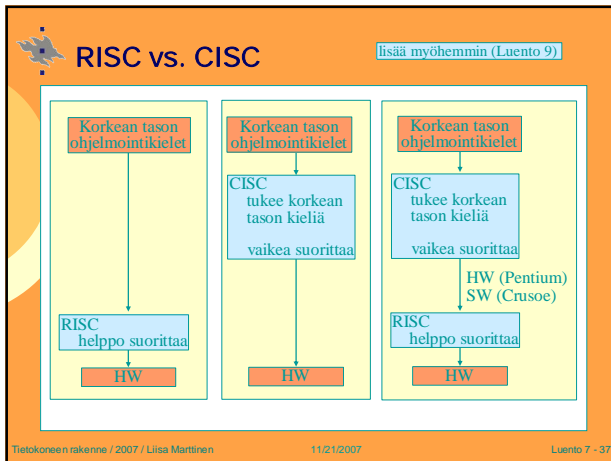 RISC vs. CISC
lisää myöhemmin (Luento 9)
Korkean tason
ohjelmointikielet
RISC
helppo suorittaa
HW
Korkean tason
ohjelmointikielet
CISC
tukee korkean
tason kieliä
vaikea suorittaa
HW
Korkean tason
ohjelmointikielet
CISC
tukee korkean
tason kieliä
vaikea suorittaa
HW (Pentium)
SW (Crusoe)
RISC
helppo suorittaa
HW
Tietokoneen rakenne / 2007 / Liisa Marttinen
11/21/2007
Luento 7 - 37